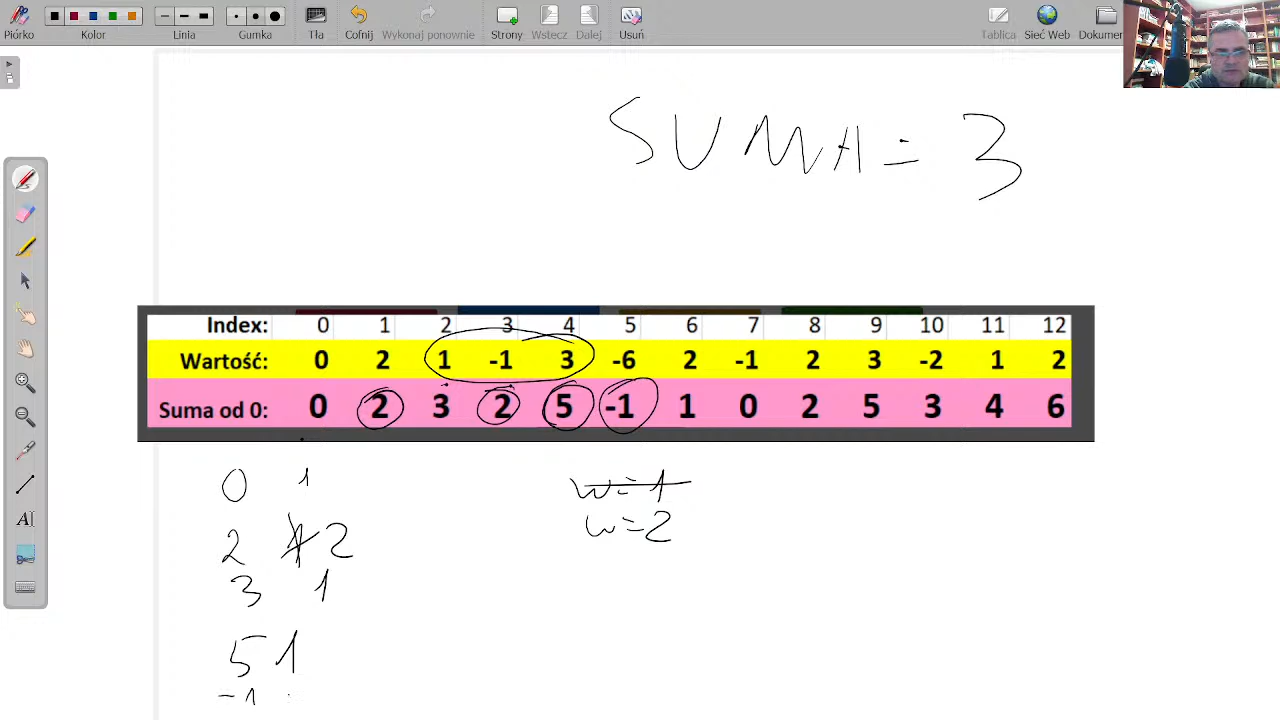 Piórko Kolor Linia Gumka Tła Cofnij Wykonaj ponownie Strony Wstecz Dalej Usuń Tablica Sieć Web Dokumen
SUMA = 3
Index: 0 1 2 3 4 5 6 7 8 9 10 11 12
Wartość: 0 2 1 -1 3 -6 2 -1 2 3 -2 1 2
Suma od 0: 0 2 3 2 5 -1 1 0 2 5 3 4 6
0 1
w=1
2 2
w=2
3 1
5 1
-1